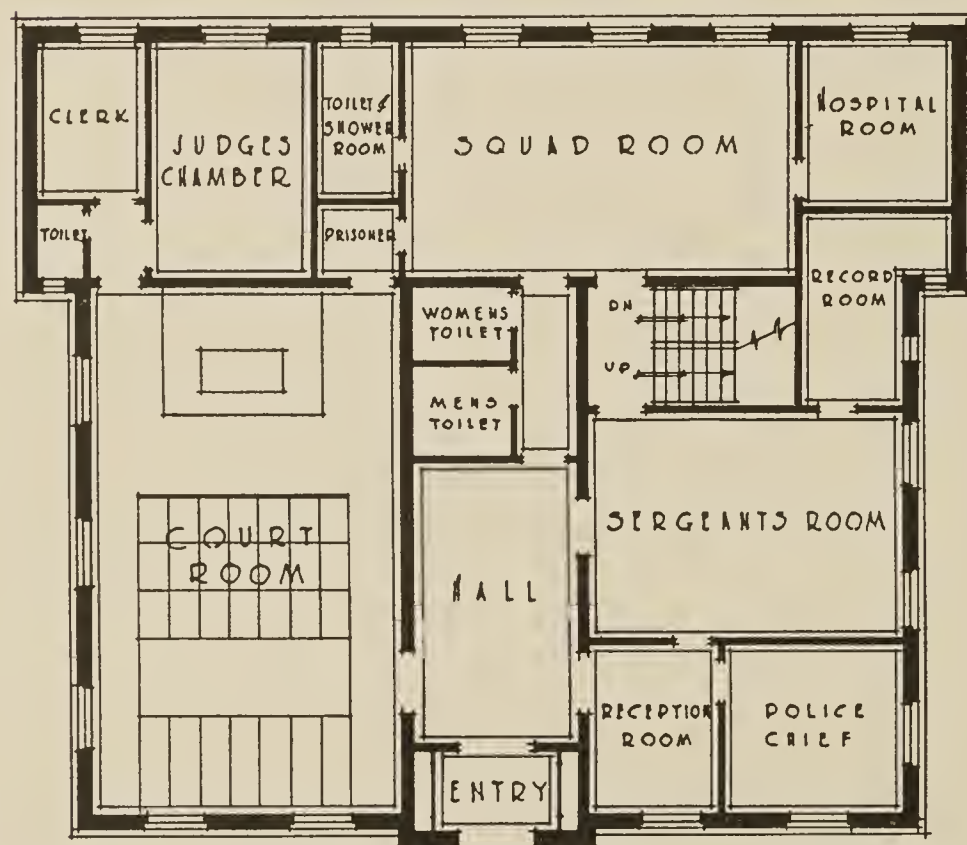 CLERK
JUDGES
CHAMBER
TOILET &
SHOWER
ROOM
SQUAD ROOM
HOSPITAL
ROOM
TOILET
PRISONER
RECORD
ROOM
WOMENS
TOILET
DN
UP
MENS
TOILET
COURT
ROOM
HALL
SERGEANTS ROOM
RECEPTION
ROOM
POLICE
CHIEF
ENTRY